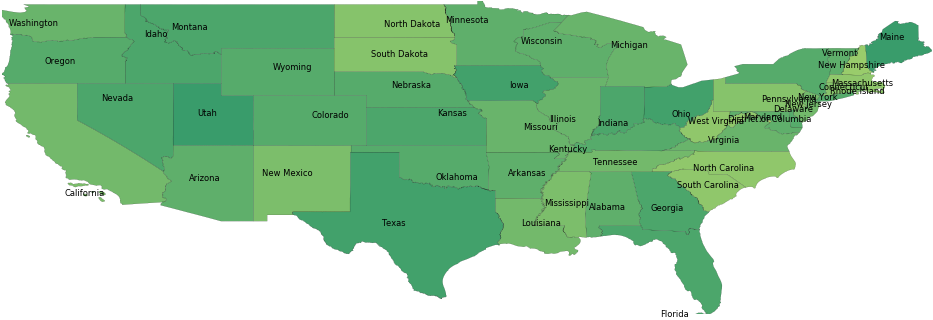 Washington
Montana
North Dakota
Minnesota
Maine
Idaho
Oregon
Wyoming
South Dakota
Wisconsin
Michigan
Vermont
New Hampshire
Nevada
Utah
Colorado
Nebraska
Iowa
Illinois
Indiana
Ohio
Massachusetts
Connecticut
Rhode Island
Pennsylvania
New York
New Jersey
Delaware
Maryland
District of Columbia
West Virginia
Virginia
Kansas
Missouri
Kentucky
California
Arizona
New Mexico
Oklahoma
Arkansas
Tennessee
North Carolina
South Carolina
Texas
Louisiana
Mississippi
Alabama
Georgia
Florida